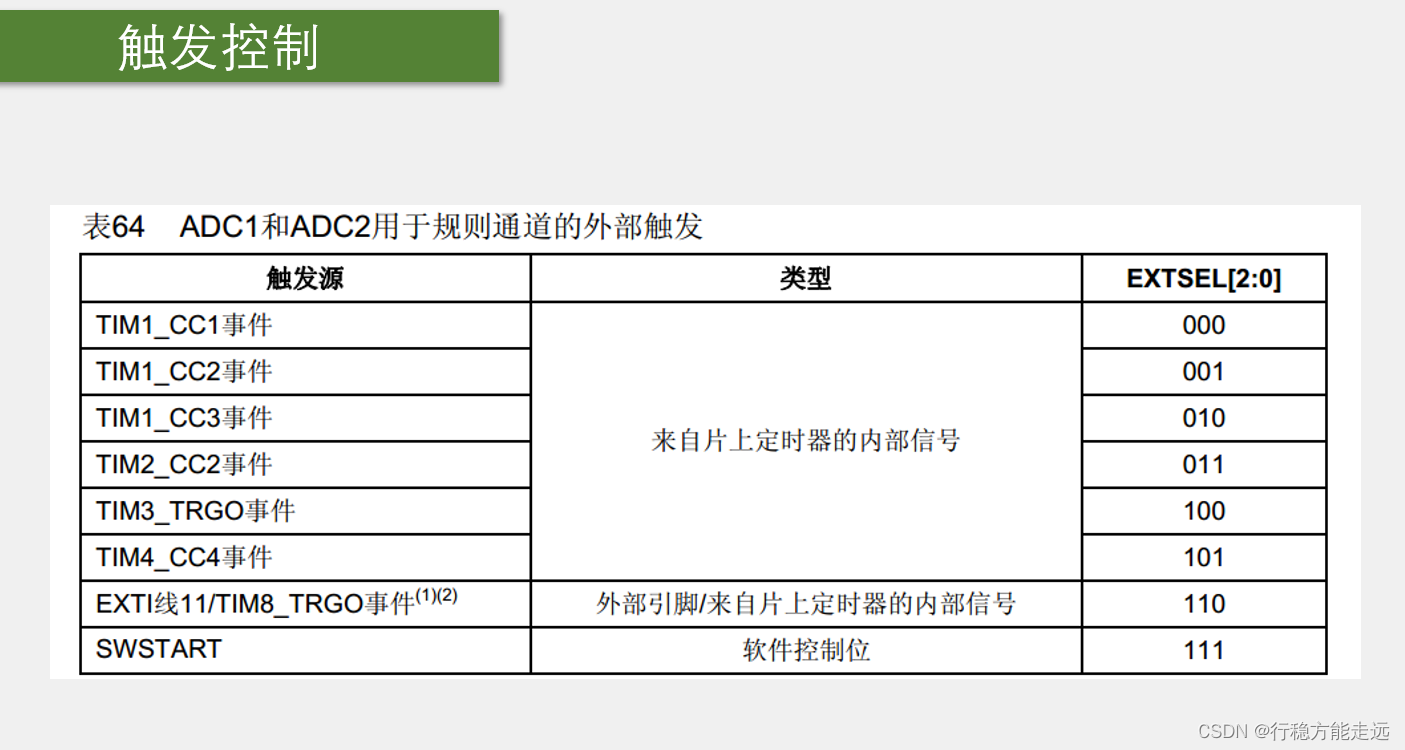 触发控制
表64 ADC1和ADC2用于规则通道的外部触发
触发源 类型 EXTSEL[2:0]
TIM1_CC1事件 000
TIM1_CC2事件 001
TIM1_CC3事件 010
来自片上定时器的内部信号
TIM2_CC2事件 011
TIM3_TRGO事件 100
TIM4_CC4事件 101
EXTI线11/TIM8_TRGO事件(1)(2) 外部引脚/来自片上定时器的内部信号 110
SWSTART 软件控制位 111
CSDN @行稳方能走远